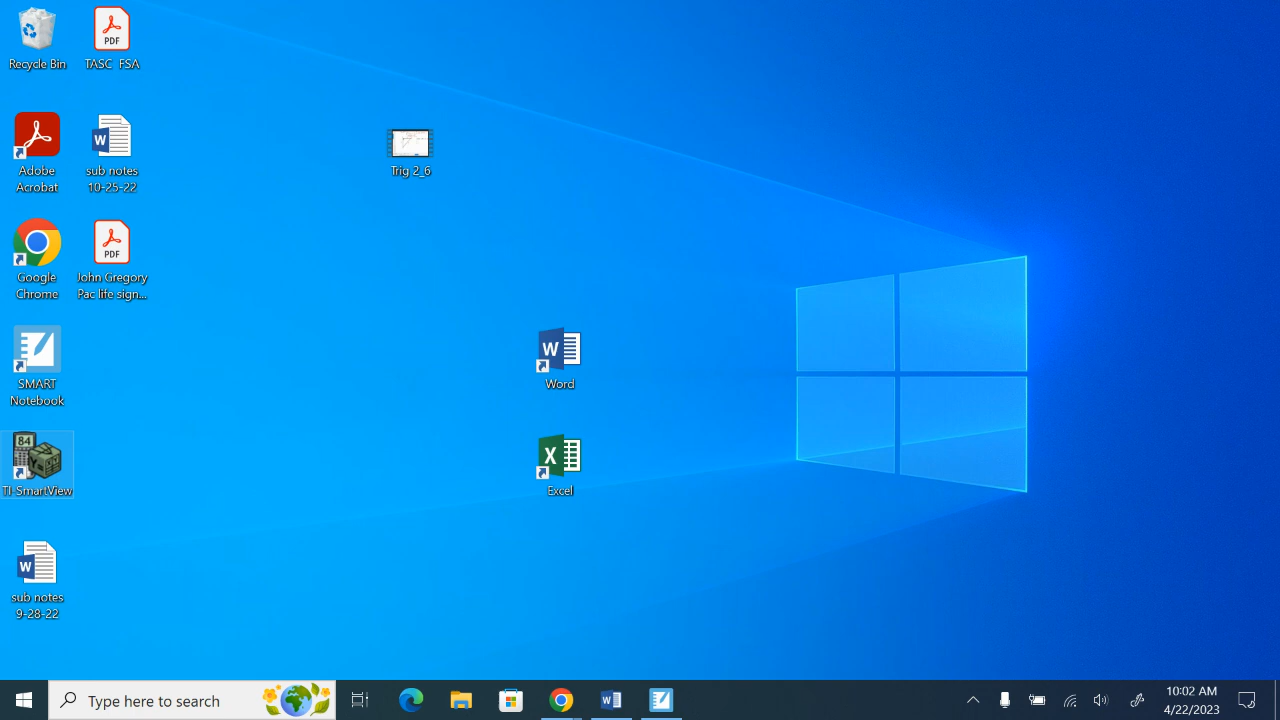 Recycle Bin
TASC FSA
Adobe Acrobat
sub notes 10-25-22
Trig 2_6
Google Chrome
John Gregory Pac life sign...
SMART Notebook
Word
84
TI SmartView
Excel
sub notes 9-28-22
Type here to search
10:02 AM
4/22/2023